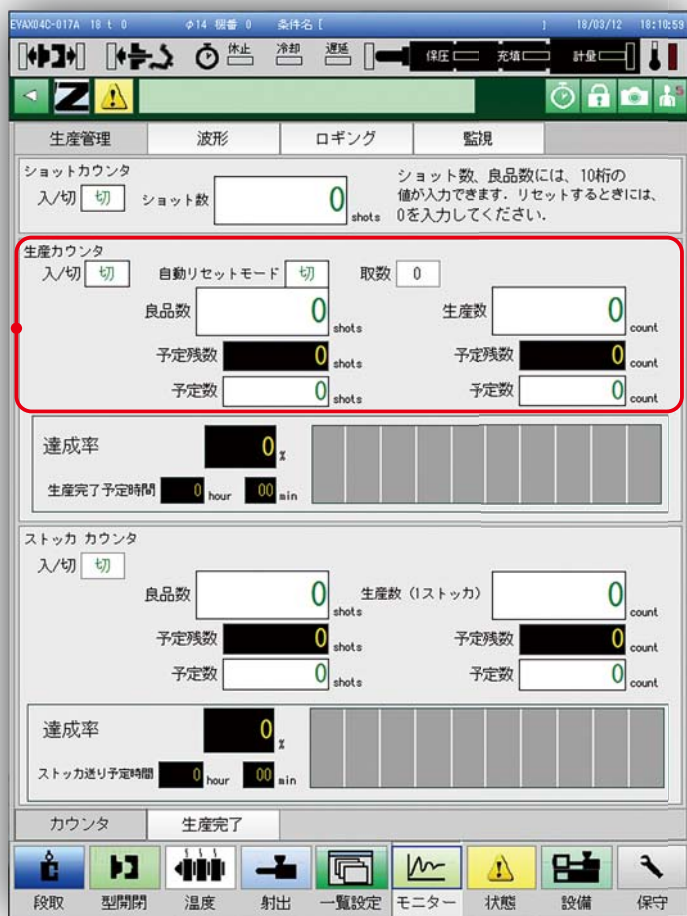 EVAX04C-017A 18 t 0 φ14 機番 0 条件名 [ ] 18/03/12 18:10:59
休止 冷却 遅延 保圧 充填 計量
Z S
生産管理 波形 ロギング 監視
ショットカウンタ
入/切 切 ショット数 0 shots
ショット数、良品数には、10桁の
値が入力できます．リセットするときには、
0を入力してください．
生産カウンタ
入/切 切 自動リセットモード 切 取数 0
良品数 0 shots 生産数 0 count
予定残数 0 shots 予定残数 0 count
予定数 0 shots 予定数 0 count
達成率 0 %
生産完了予定時間 0 hour 00 min
ストッカ カウンタ
入/切 切
良品数 0 shots 生産数 (1ストッカ) 0 count
予定残数 0 shots 予定残数 0 count
予定数 0 shots 予定数 0 count
達成率 0 %
ストッカ送り予定時間 0 hour 00 min
カウンタ 生産完了
段取 型開閉 温度 射出 一覧設定 モニター 状態 設備 保守